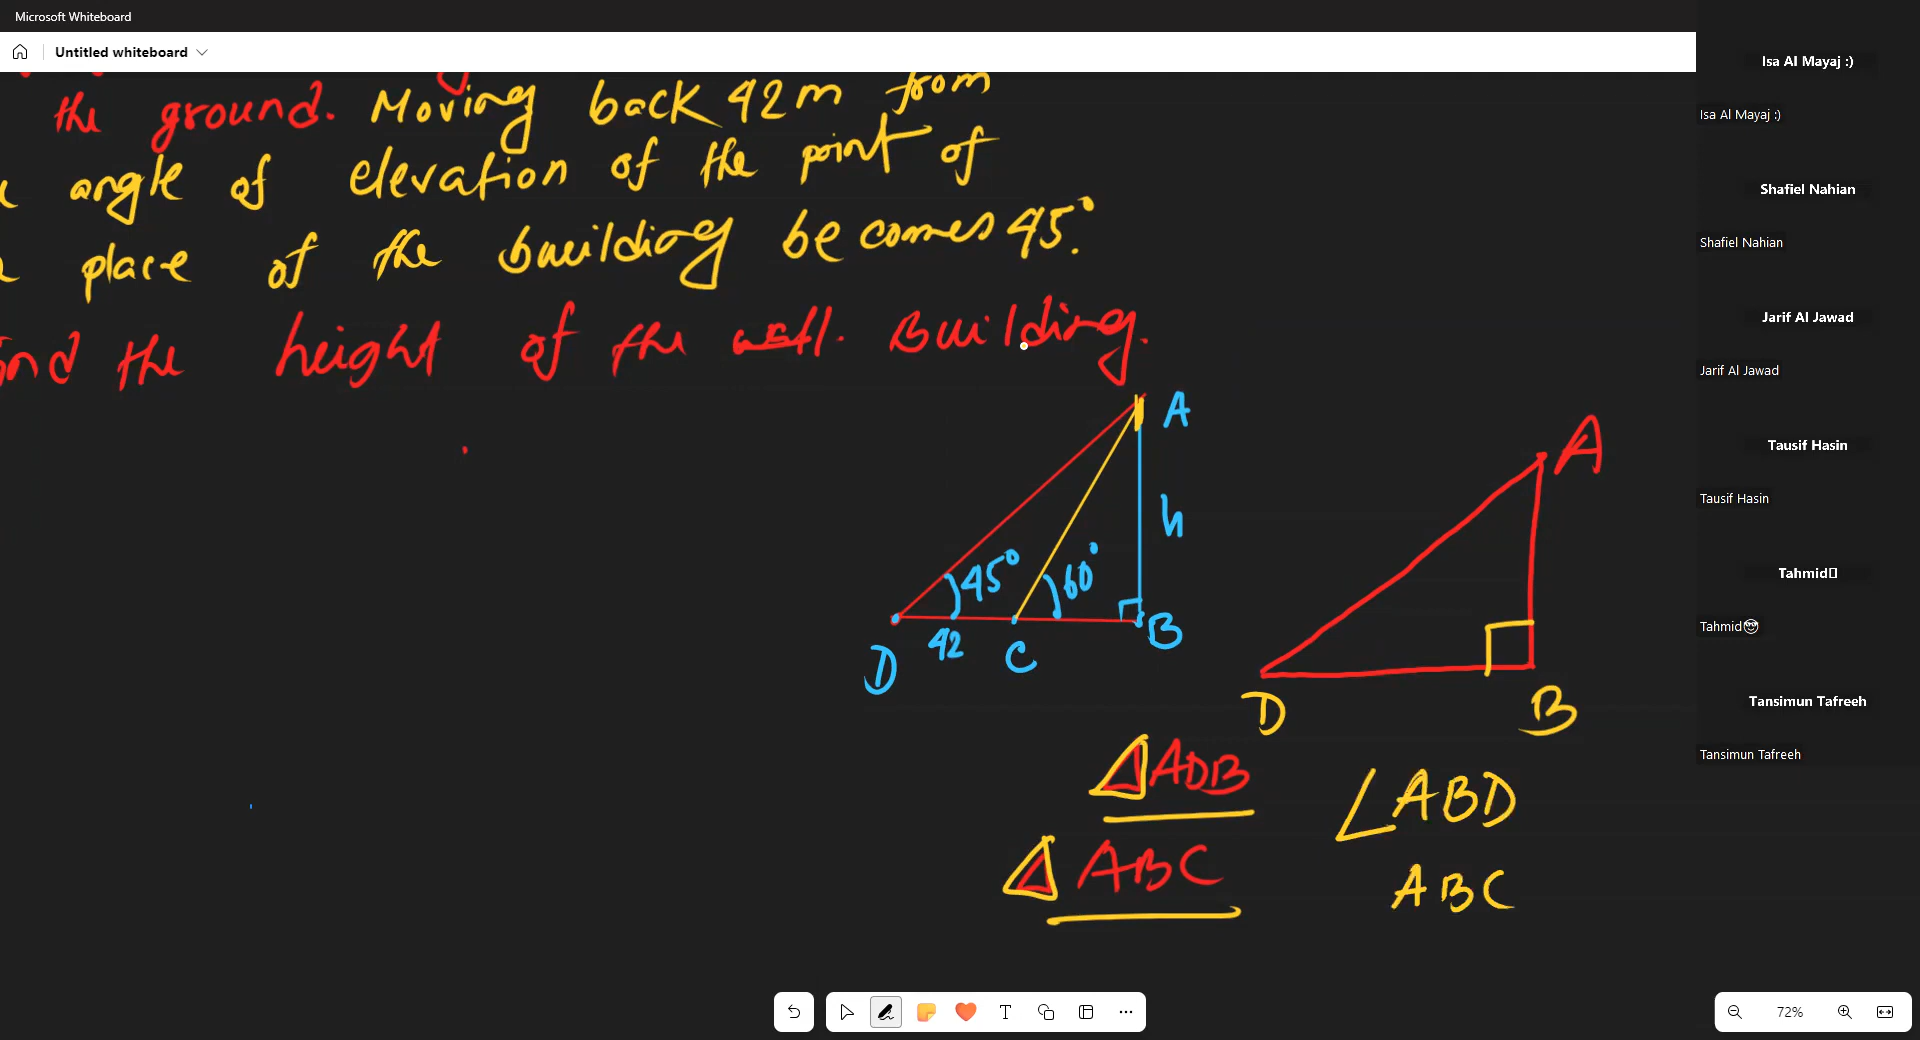 Microsoft Whiteboard
Untitled whiteboard
the ground. Moving back 42m from
angle of elevation of the point of
place of the building becomes 45°.
the height of the Building.
A
h
45°
60°
B
42
C
D
A
D
B
△ADB
∠ABD
△ABC
ABC
Isa Al Mayaj :)
Isa Al Mayaj :)
Shafiel Nahian
Shafiel Nahian
Jarif Al Jawad
Jarif Al Jawad
Tausif Hasin
Tausif Hasin
Tahmid
Tahmid😎
Tansimun Tafreeh
Tansimun Tafreeh
T
72%